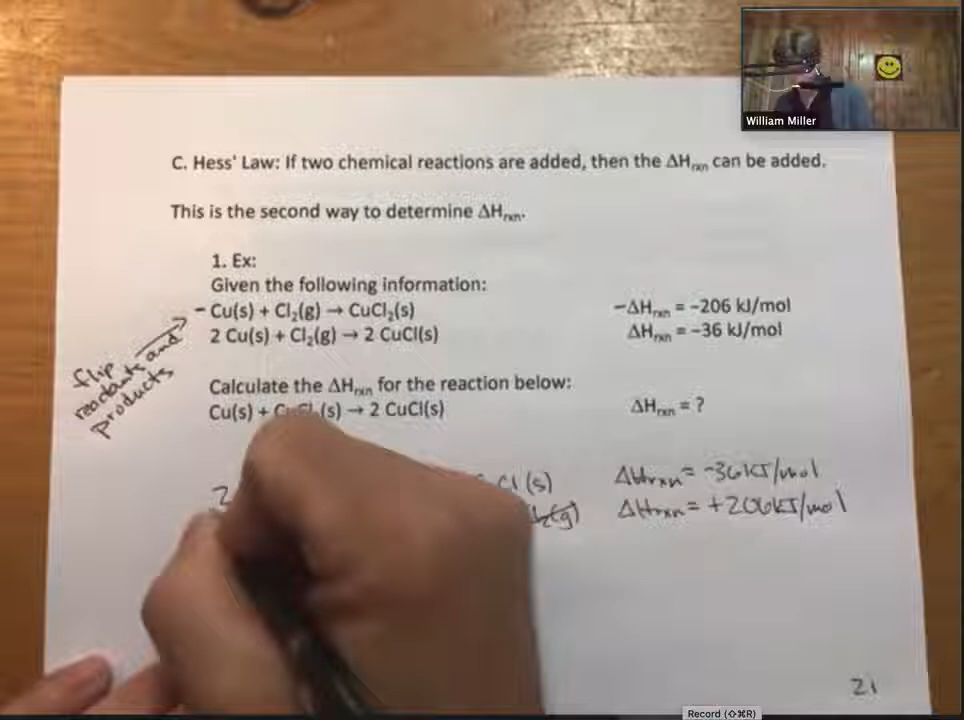 William Miller
C. Hess' Law: If two chemical reactions are added, then the ΔHrxn can be added.
This is the second way to determine ΔHrxn.
1. Ex:
Given the following information:
- Cu(s) + Cl₂(g) → CuCl₂(s) -ΔHrxn = -206 kJ/mol
2 Cu(s) + Cl₂(g) → 2 CuCl(s) ΔHrxn = -36 kJ/mol
flip
reactants and
products
Calculate the ΔHrxn for the reaction below:
Cu(s) + (s) → 2 CuCl(s) ΔHrxn = ?
2 Cl(s) ΔHrxn = -36kJ/mol
(g) ΔHrxn = +206kJ/mol
21
Record (⇧⌘R)